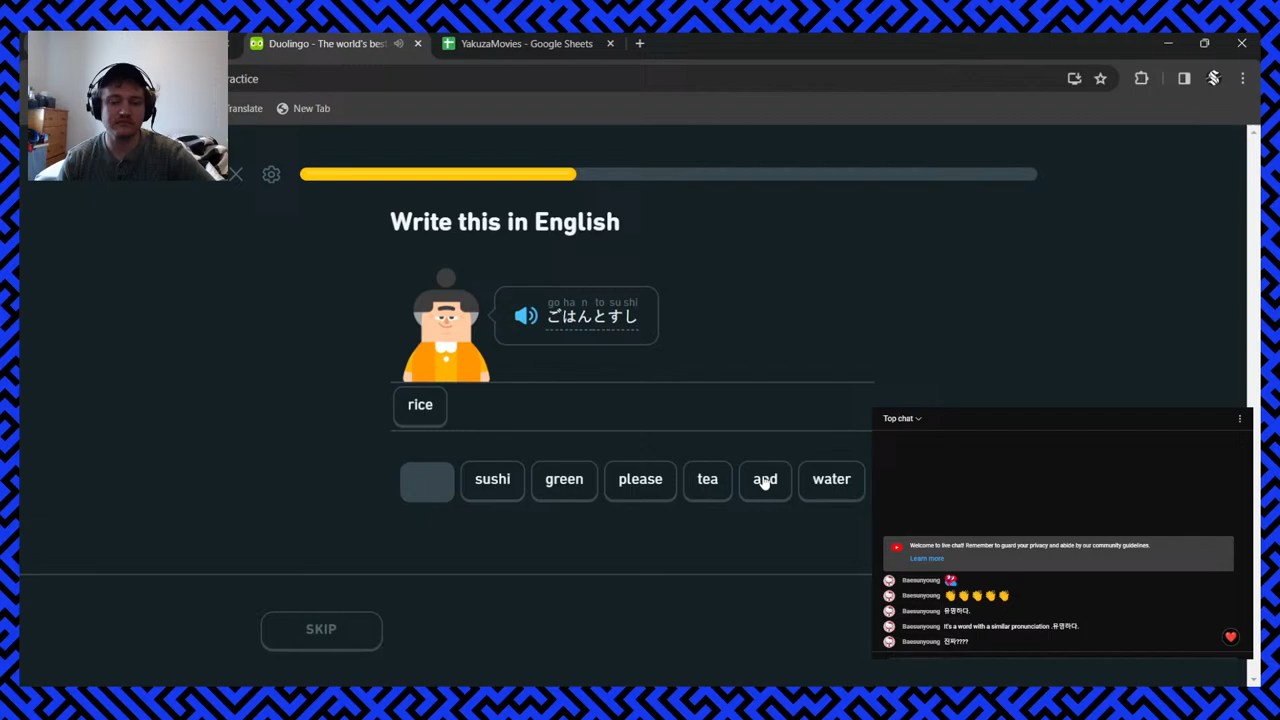 Duolingo - The world's bes
YakuzaMovies - Google Sheets
ractice
Translate
New Tab
Write this in English
go ha n to su shi
ごはんとすし
rice
sushi
green
please
tea
and
water
SKIP
Top chat
Welcome to live chat! Remember to guard your privacy and abide by our community guidelines.
Learn more
Baesunyoung
Baesunyoung 👏👏👏👏👏
Baesunyoung 유명하다.
Baesunyoung It's a word with a similar pronunciation .유명하다.
Baesunyoung 진짜????